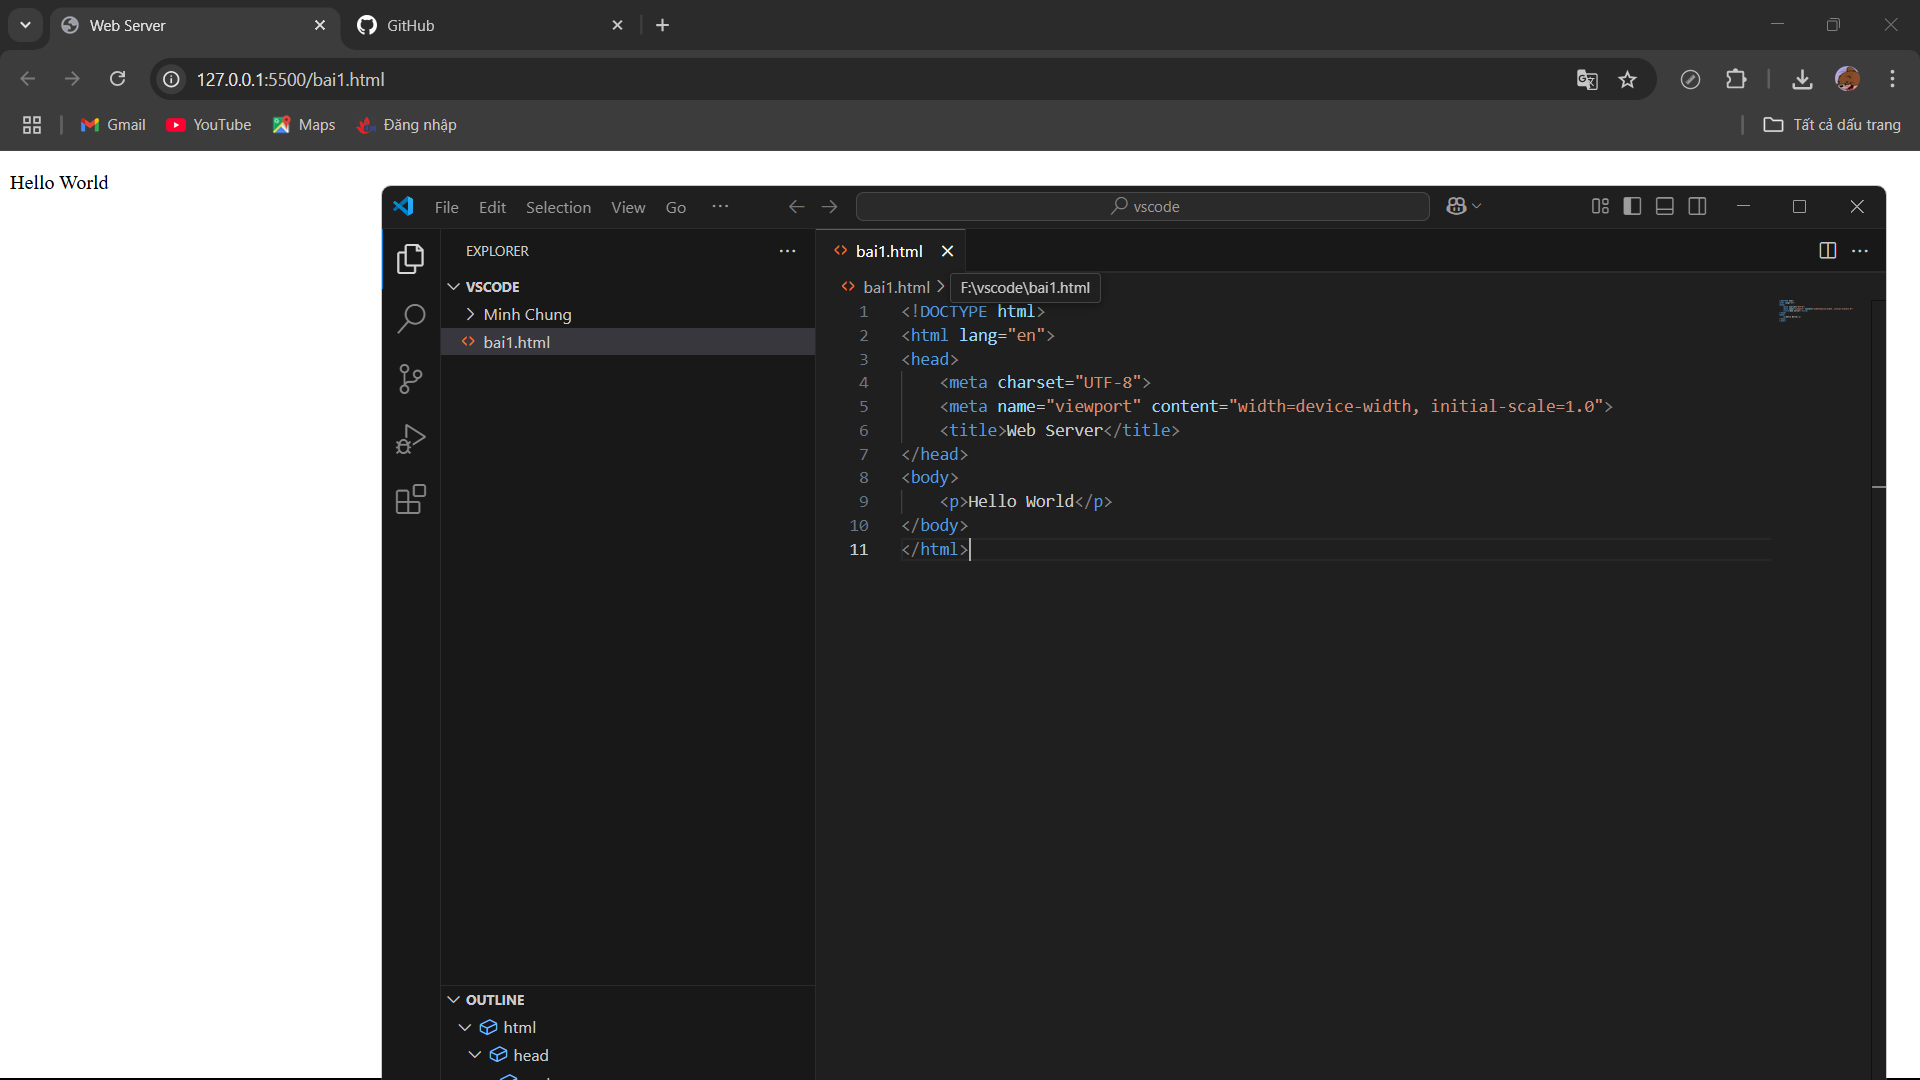 Web Server
GitHub
127.0.0.1:5500/bai1.html
Gmail
YouTube
Maps
Đăng nhập
Tất cả dấu trang
Hello World
File Edit Selection View Go ...
vscode
EXPLORER
VSCODE
Minh Chung
bai1.html
bai1.html
bai1.html >
F:\vscode\bai1.html
1 <!DOCTYPE html>
2 <html lang="en">
3 <head>
4 <meta charset="UTF-8">
5 <meta name="viewport" content="width=device-width, initial-scale=1.0">
6 <title>Web Server</title>
7 </head>
8 <body>
9 <p>Hello World</p>
10 </body>
11 </html>
OUTLINE
html
head